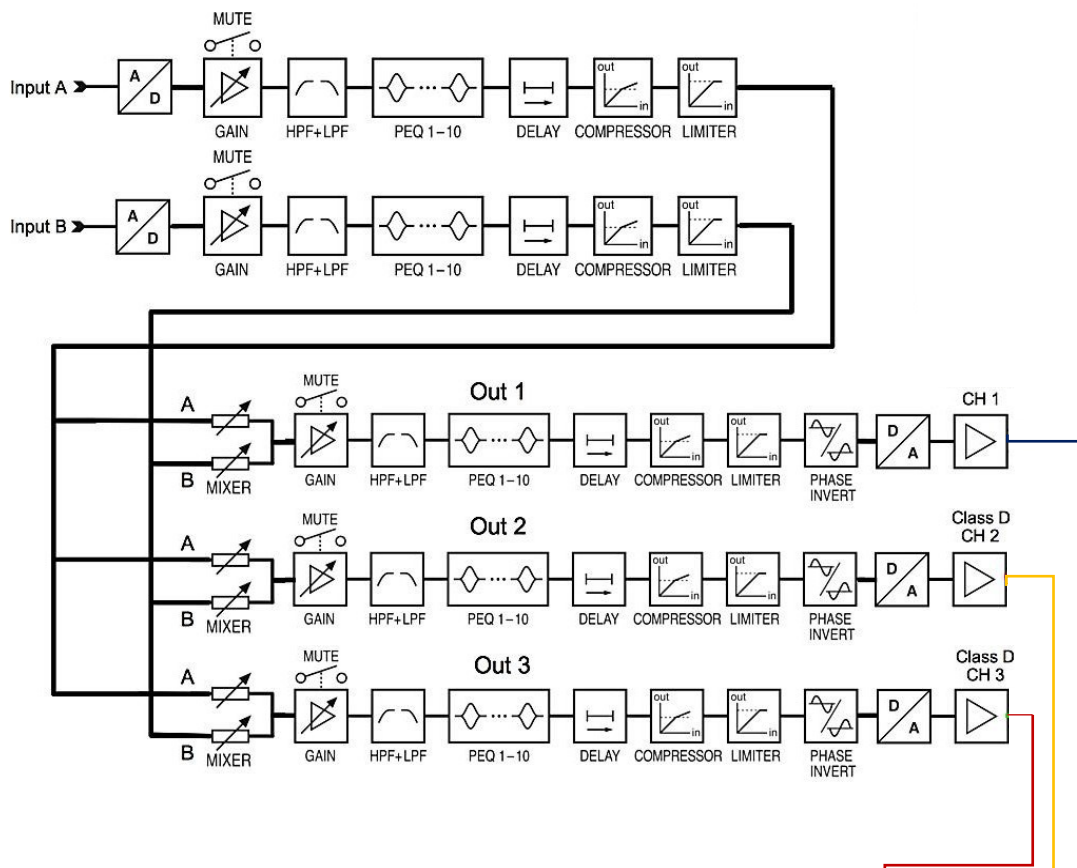 MUTE
Input A
A
D
out
in
out
in
GAIN
HPF+LPF
PEQ 1–10
DELAY
COMPRESSOR
LIMITER
MUTE
Input B
A
D
out
in
out
in
GAIN
HPF+LPF
PEQ 1–10
DELAY
COMPRESSOR
LIMITER
Out 1
MUTE
CH 1
A
B
MIXER
out
in
out
in
D
A
GAIN
HPF+LPF
PEQ 1–10
DELAY
COMPRESSOR
LIMITER
PHASE
INVERT
Out 2
MUTE
Class D
CH 2
A
B
MIXER
out
in
out
in
D
A
GAIN
HPF+LPF
PEQ 1–10
DELAY
COMPRESSOR
LIMITER
PHASE
INVERT
Out 3
MUTE
Class D
CH 3
A
B
MIXER
out
in
out
in
D
A
GAIN
HPF+LPF
PEQ 1–10
DELAY
COMPRESSOR
LIMITER
PHASE
INVERT